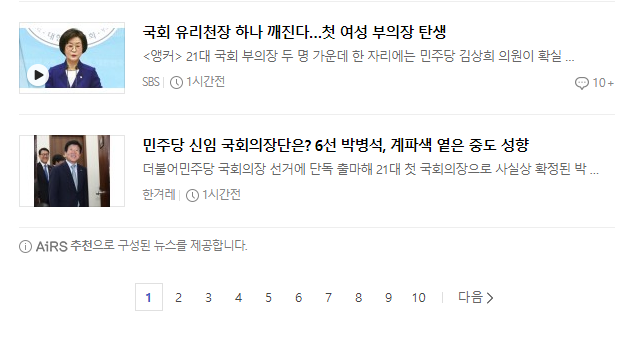 국회 유리천장 하나 깨진다…첫 여성 부의장 탄생
<앵커> 21대 국회 부의장 두 명 가운데 한 자리에는 민주당 김상희 의원이 확실 ...
SBS 1시간전 10+
민주당 신임 국회의장단은? 6선 박병석, 계파색 옅은 중도 성향
더불어민주당 국회의장 선거에 단독 출마해 21대 첫 국회의장으로 사실상 확정된 박 ...
한겨레 1시간전
AiRS 추천으로 구성된 뉴스를 제공합니다.
1 2 3 4 5 6 7 8 9 10 다음